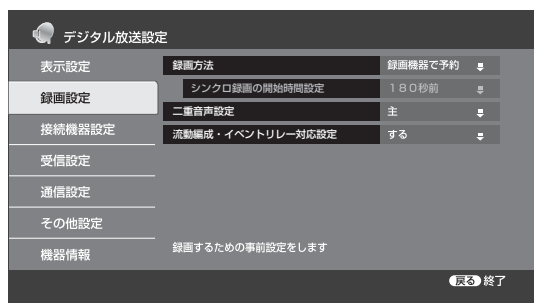 デジタル放送設定
表示設定
録画設定
接続機器設定
受信設定
通信設定
その他設定
機器情報
録画方法 録画機器で予約
シンクロ録画の開始時間設定 180秒前
二重音声設定 主
流動編成・イベントリレー対応設定 する
録画するための事前設定をします
戻る 終了